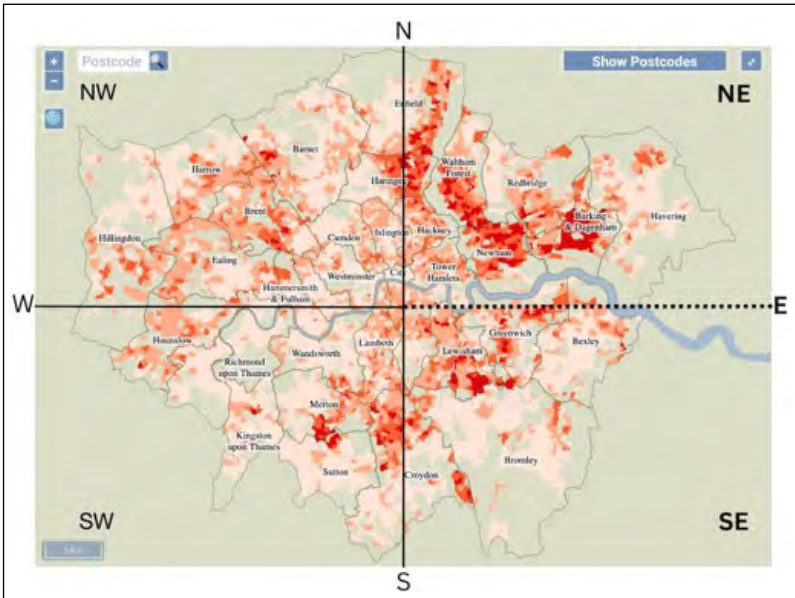 N
Postcode
Show Postcodes
NW
NE
Enfield
Barnet
Harrow
Waltham
Forest
Haringey
Redbridge
Brent
Barking
& Dagenham
Havering
Hillingdon
Camden
Islington
Hackney
Newham
Ealing
Westminster
City
Tower
Hamlets
Hammersmith
& Fulham
W
E
Hounslow
Greenwich
Bexley
Wandsworth
Lambeth
Lewisham
Richmond
upon Thames
Merton
Kingston
upon Thames
Sutton
Croydon
Bromley
SW
SE
S